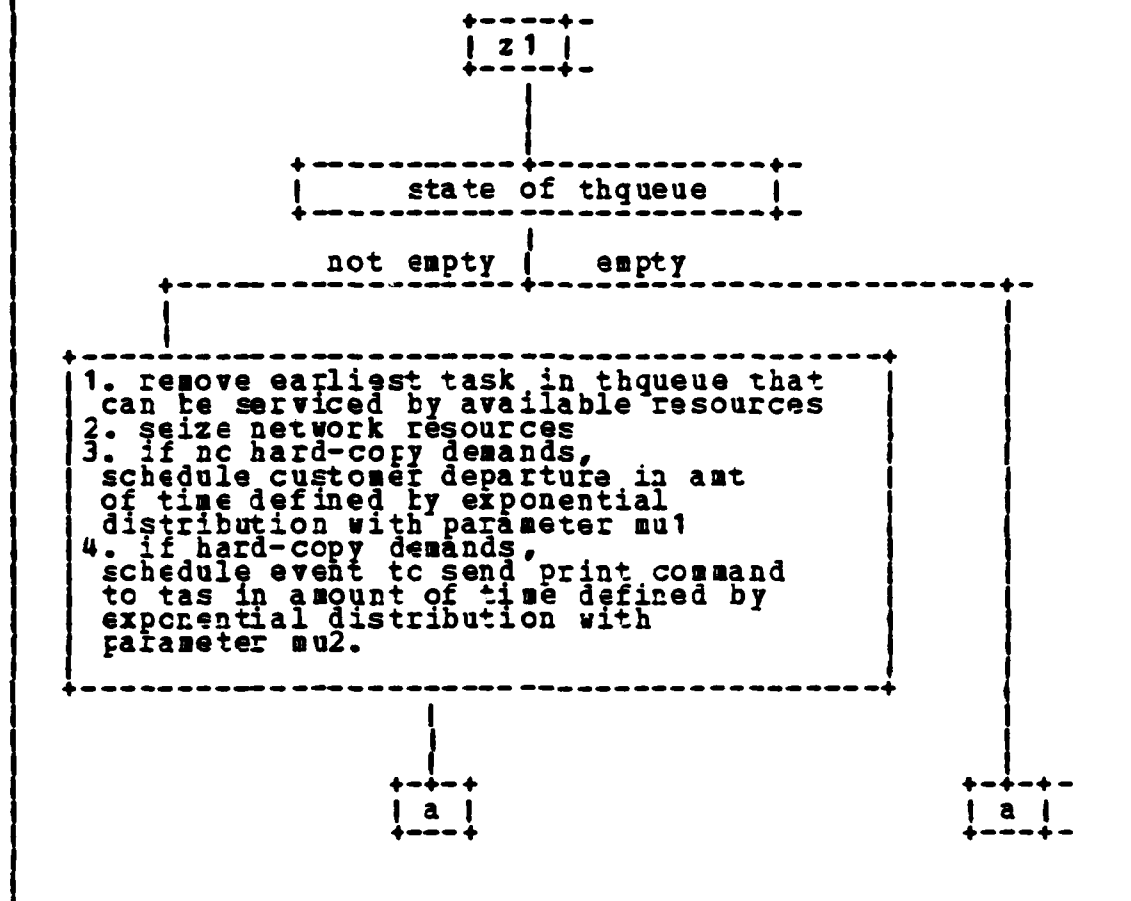 z1
state of thqueue
not empty empty
1. remove earliest task in thqueue that
can be serviced by available resources
2. seize network resources
3. if no hard-copy demands,
schedule customer departure in amt
of time defined by exponential
distribution with parameter mu1
4. if hard-copy demands,
schedule event to send print command
to tas in amount of time defined by
exponential distribution with
parameter mu2.
a a